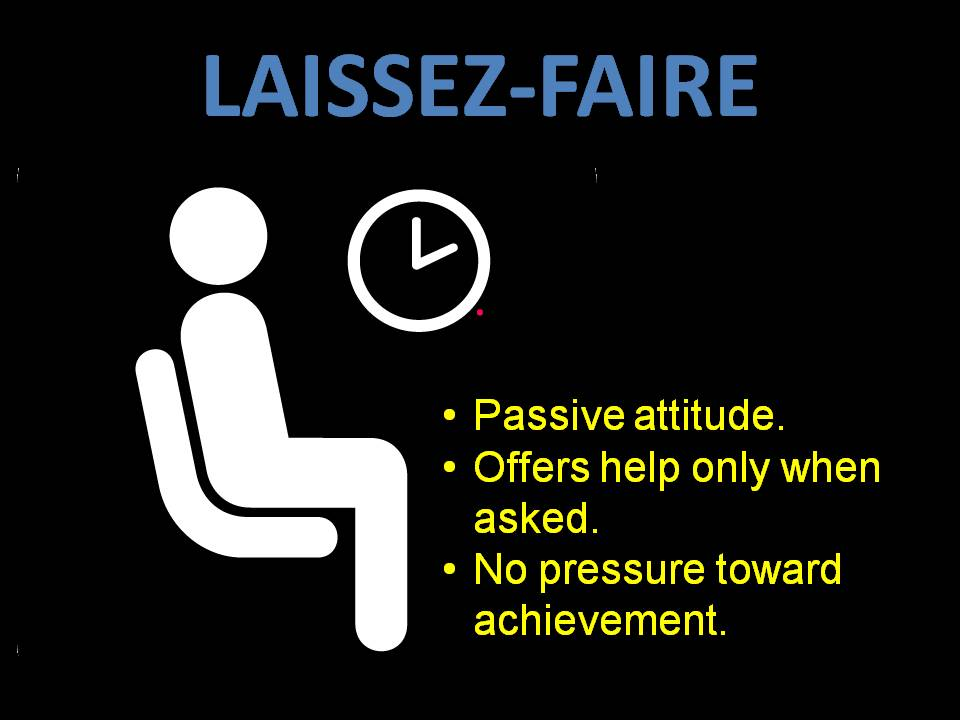 LAISSEZ-FAIRE
• Passive attitude.
• Offers help only when
asked.
• No pressure toward
achievement.